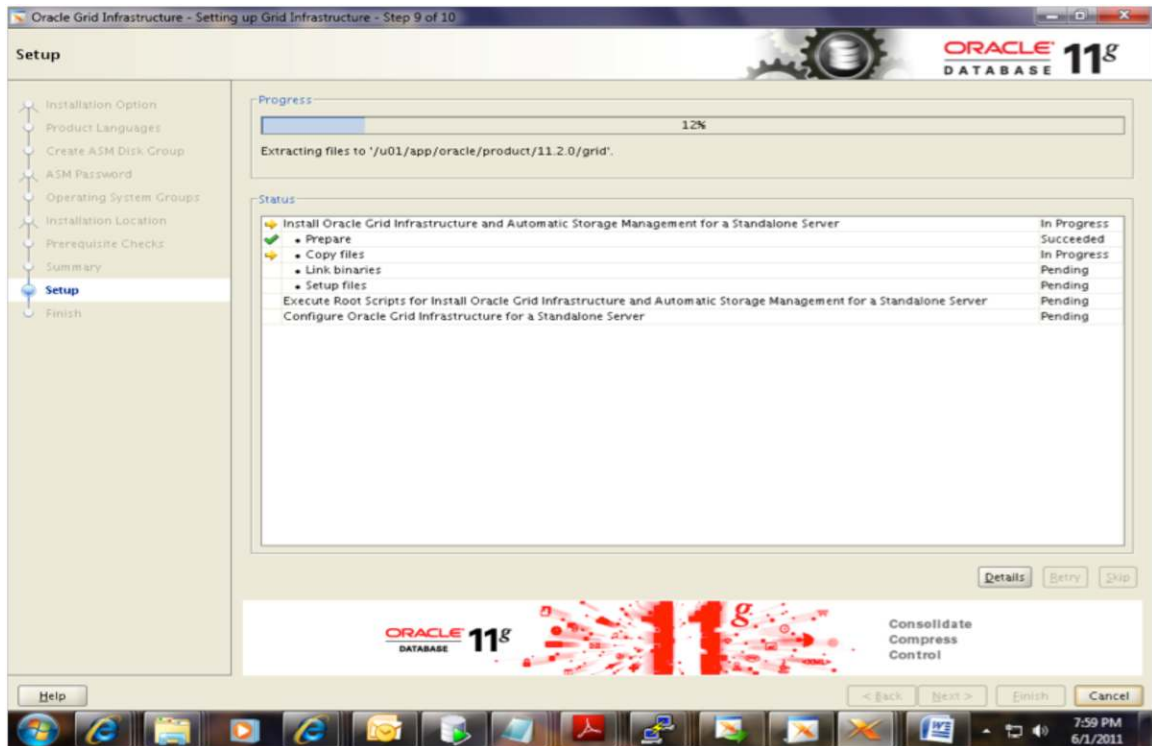 Oracle Grid Infrastructure - Setting up Grid Infrastructure - Step 9 of 10
Setup
ORACLE
DATABASE 11g
Installation Option
Product Languages
Create ASM Disk Group
ASM Password
Operating System Groups
Installation Location
Prerequisite Checks
Summary
Setup
Finish
Progress
12%
Extracting files to '/u01/app/oracle/product/11.2.0/grid'.
Status
Install Oracle Grid Infrastructure and Automatic Storage Management for a Standalone Server In Progress
• Prepare Succeeded
• Copy files In Progress
• Link binaries Pending
• Setup files Pending
Execute Root Scripts for Install Oracle Grid Infrastructure and Automatic Storage Management for a Standalone Server Pending
Configure Oracle Grid Infrastructure for a Standalone Server Pending
Details Retry Skip
ORACLE
DATABASE 11g
11g
Consolidate
Compress
Control
Help < Back Next > Finish Cancel
7:59 PM
6/1/2011